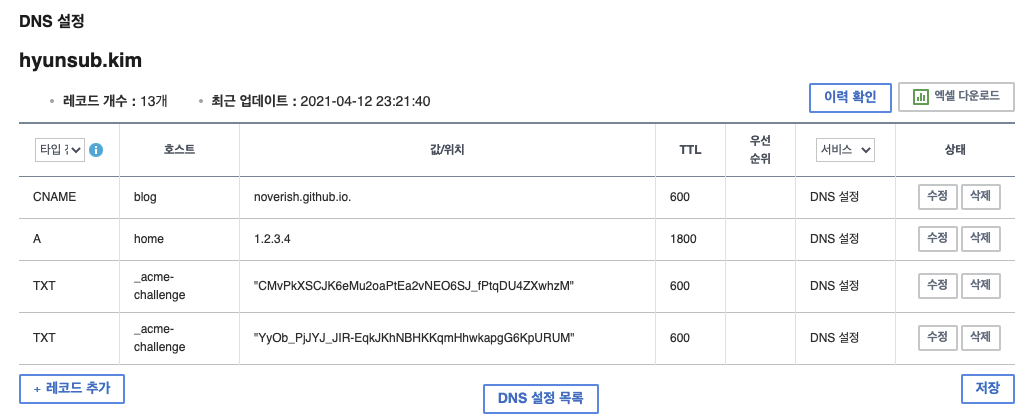 DNS 설정
hyunsub.kim
• 레코드 개수 : 13개 • 최근 업데이트 : 2021-04-12 23:21:40 이력 확인 엑셀 다운로드
타입 호스트 값/위치 TTL 우선 순위 서비스 상태
CNAME blog noverish.github.io. 600 DNS 설정 수정 삭제
A home 1.2.3.4 1800 DNS 설정 수정 삭제
TXT _acme-challenge "CMvPkXSCJK6eMu2oaPtEa2vNEO6SJ_fPtqDU4ZXwhzM" 600 DNS 설정 수정 삭제
TXT _acme-challenge "YyOb_PjJYJ_JIR-EqkJKhNBHKKqmHhwkapgG6KpURUM" 600 DNS 설정 수정 삭제
+ 레코드 추가 DNS 설정 목록 저장